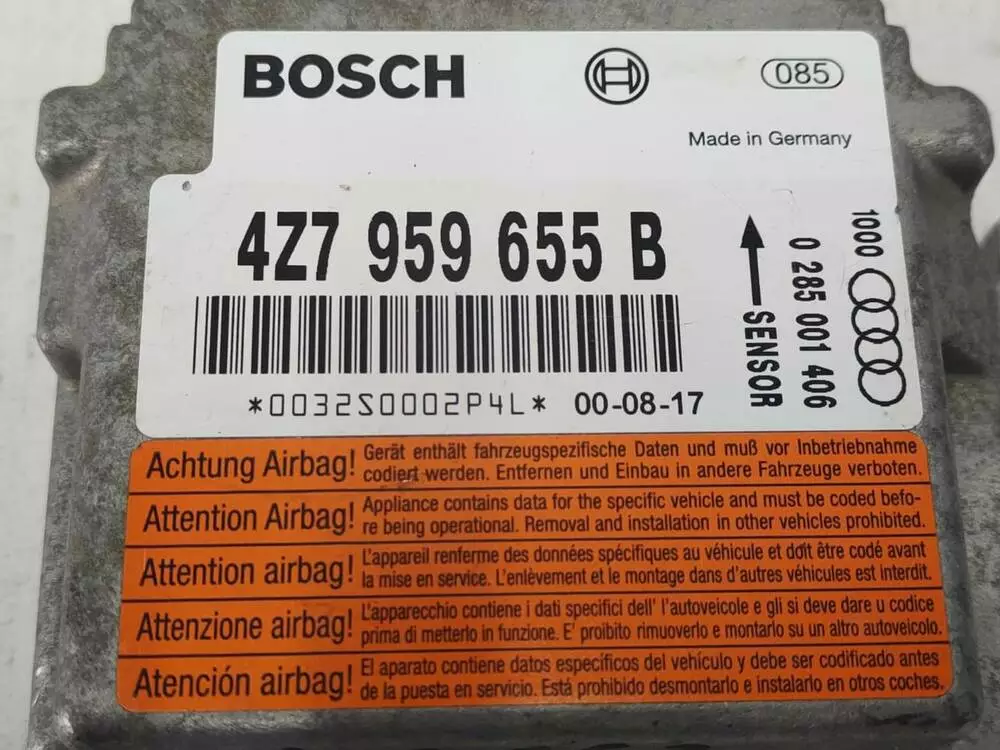 BOSCH
085
Made in Germany
4Z7 959 655 B
*0032S0002P4L* 00-08-17
SENSOR
0 285 001 406
1000
Achtung Airbag! Gerät enthält fahrzeugspezifische Daten und muß vor Inbetriebnahme
codiert werden. Entfernen und Einbau in andere Fahrzeuge verboten.
Attention Airbag! Appliance contains data for the specific vehicle and must be coded befo-
re being operational. Removal and installation in other vehicles prohibited.
Attention airbag! L'appareil renferme des données spécifiques au véhicule et doit être codé avant
la mise en service. L'enlèvement et le montage dans d'autres véhicules est interdit.
Attenzione airbag! L'apparecchio contiene i dati specifici dell' l'autoveicole e gli si deve dare u codice
prima di metterlo in funzione. E' proibito rimuoverlo e montarlo su un altro autoveicolo.
Atención airbag! El aparato contiene datos específicos del vehículo y debe ser codificado antes
de la puesta en servicio. Está prohibido desmontarlo e instalarlo en otros coches.